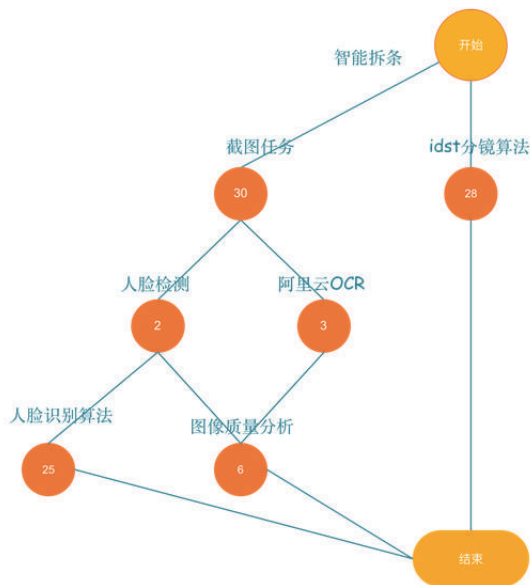 开始
智能拆条
截图任务
idst分镜算法
30
28
人脸检测
阿里云OCR
2
3
人脸识别算法
图像质量分析
25
6
结束